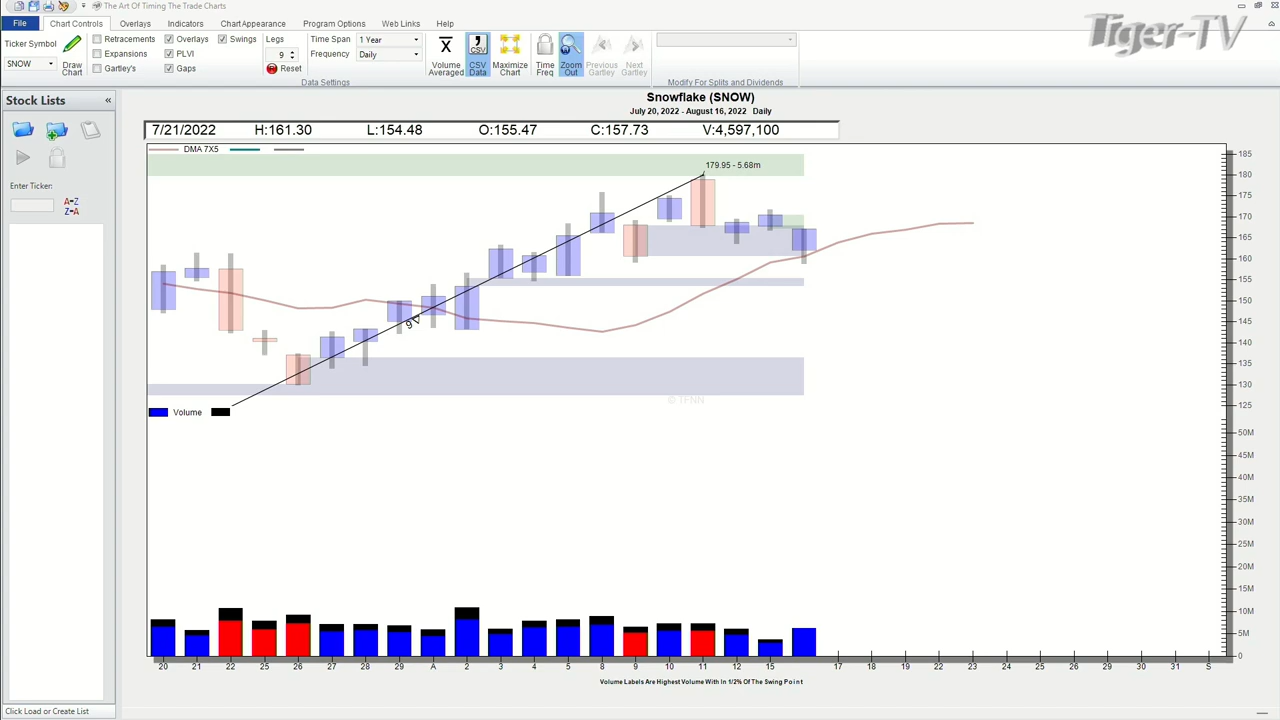 The Art Of Timing The Trade Charts
File
Chart Controls
Overlays
Indicators
Chart Appearance
Program Options
Web Links
Help
Tiger-TV
Ticker Symbol
SNOW
Draw
Chart
Retracements
Expansions
Gartley's
Overlays
PLVI
Gaps
Swings
Legs
9
Reset
Time Span
1 Year
Frequency
Daily
Data Settings
Volume
Averaged
CSV
CSV
Data
Maximize
Chart
Time
Freq
Zoom
Out
Previous
Gartley
Next
Gartley
Modify For Splits and Dividends
Stock Lists
Enter Ticker:
A-Z
Z-A
Click Load or Create List
Snowflake (SNOW)
July 20, 2022 - August 16, 2022 Daily
7/21/2022 H:161.30 L:154.48 O:155.47 C:157.73 V:4,597,100
DMA 7X5
179.95 - 5.68m
9
© TFNN
Volume
185
180
175
170
165
160
155
150
145
140
135
130
125
50M
45M
40M
35M
30M
25M
20M
15M
10M
5M
0
20 21 22 25 26 27 28 29 A 2 3 4 5 8 9 10 11 12 15 17 18 19 22 23 24 25 26 29 30 31 S
Volume Labels Are Highest Volume With In 1/2% Of The Swing Point